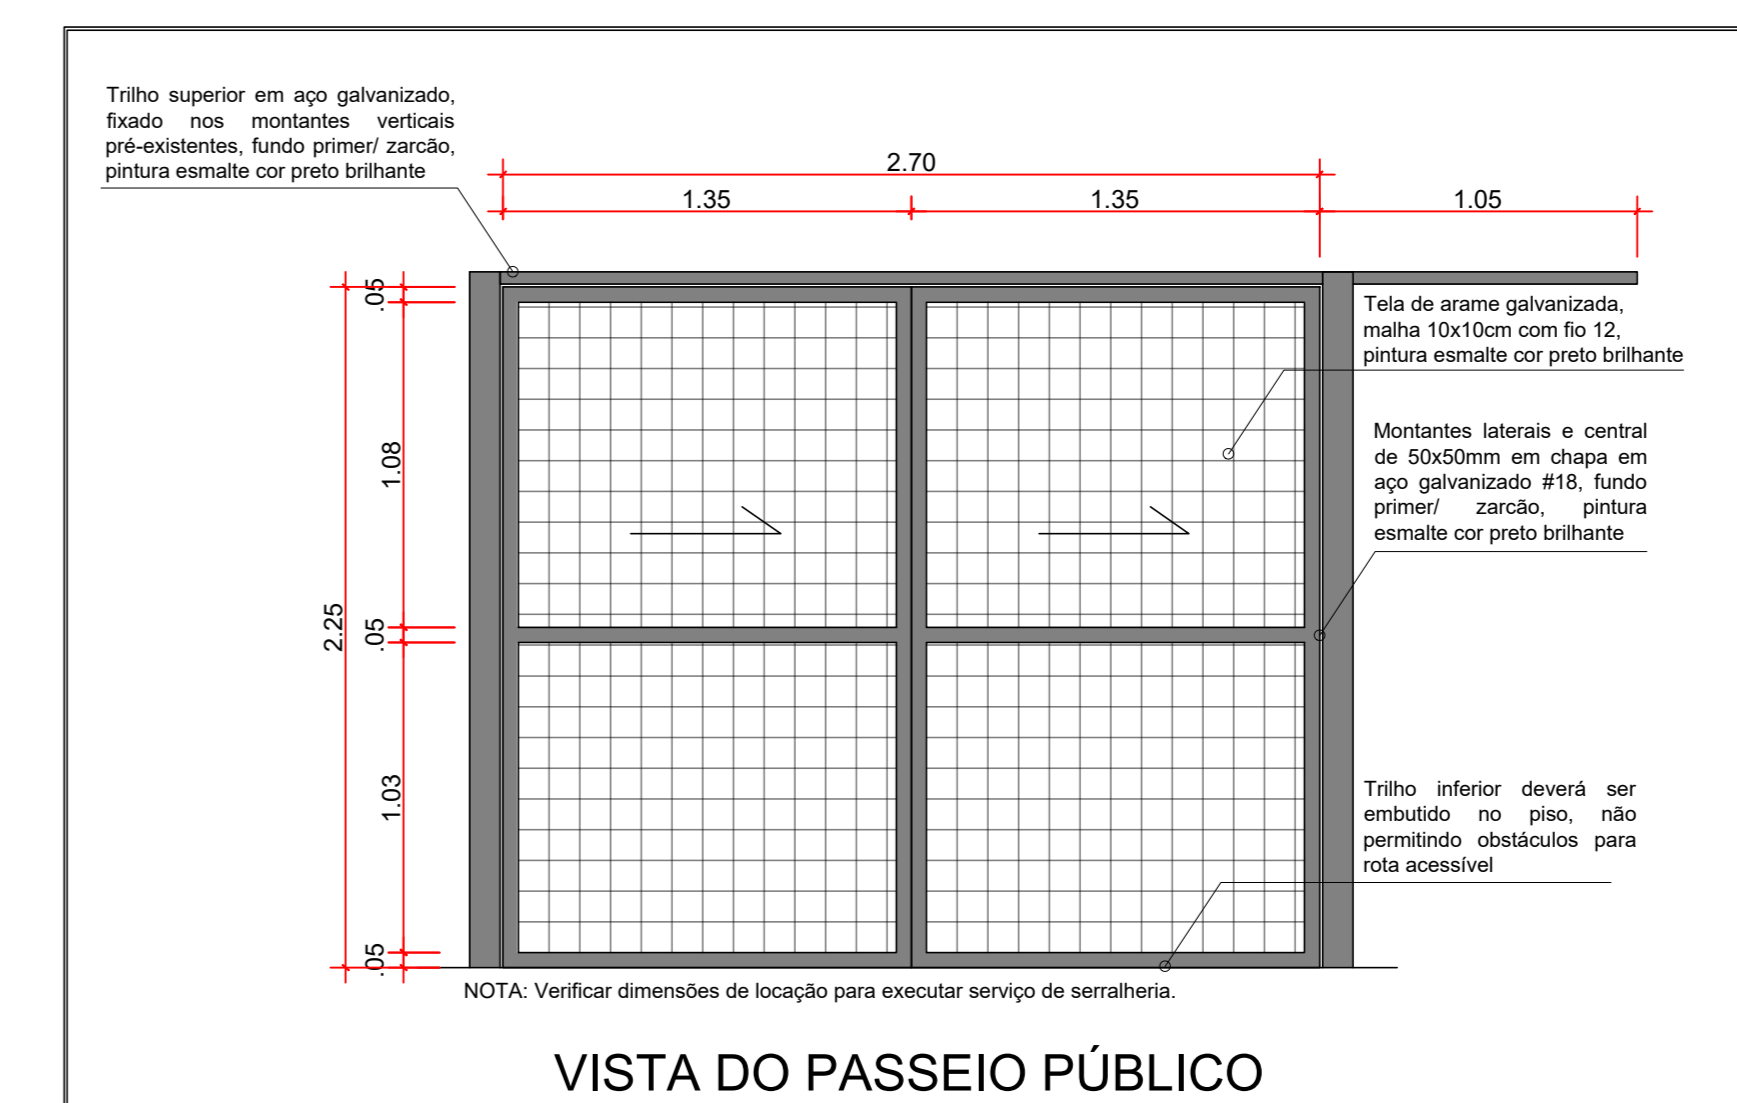 Trilho superior em aço galvanizado,
fixado nos montantes verticais
pré-existentes, fundo primer/ zarcão,
pintura esmalte cor preto brilhante
2.70
1.35
1.35
1.05
.05
1.08
2.25
.05
1.03
.05
Tela de arame galvanizada,
malha 10x10cm com fio 12,
pintura esmalte cor preto brilhante
Montantes laterais e central
de 50x50mm em chapa em
aço galvanizado #18, fundo
primer/ zarcão, pintura
esmalte cor preto brilhante
Trilho inferior deverá ser
embutido no piso, não
permitindo obstáculos para
rota acessível
NOTA: Verificar dimensões de locação para executar serviço de serralheria.
VISTA DO PASSEIO PÚBLICO